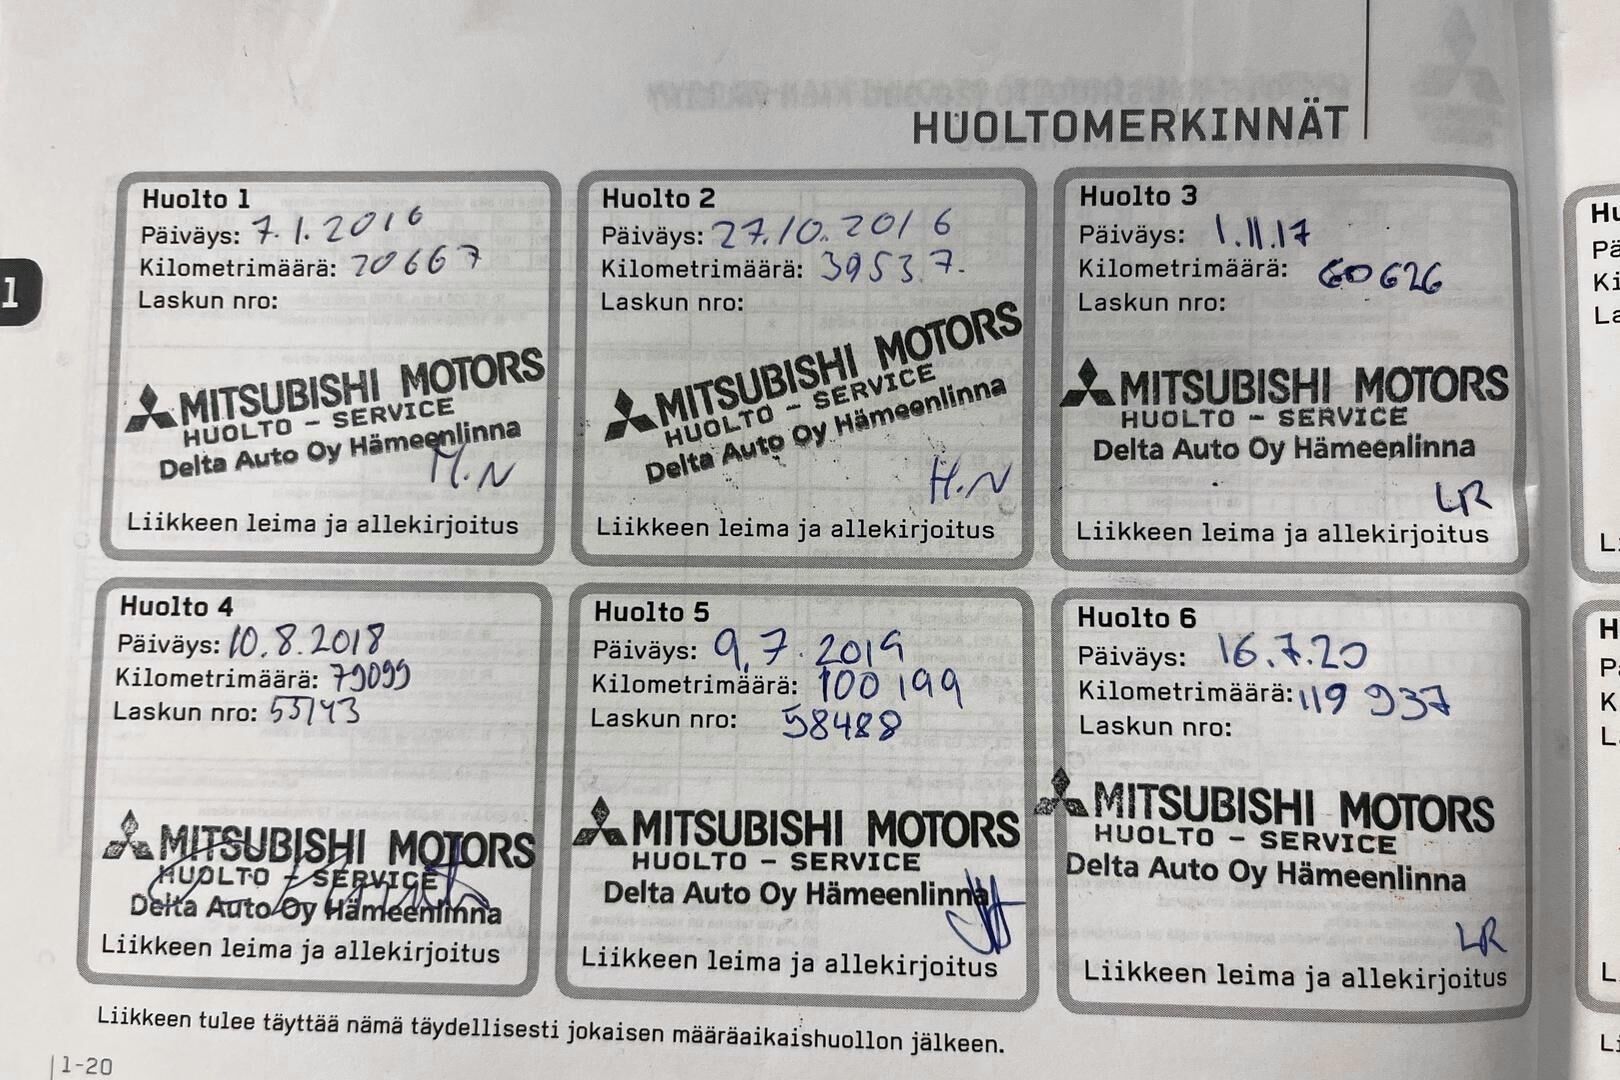 HUOLTOMERKINNÄT
1
Huolto 1
Päiväys: 7.1.2016
Kilometrimäärä: 20667
Laskun nro:
MITSUBISHI MOTORS
HUOLTO - SERVICE
Delta Auto Oy Hämeenlinna
H.N
Liikkeen leima ja allekirjoitus
Huolto 2
Päiväys: 27.10.2016
Kilometrimäärä: 39537.
Laskun nro:
MITSUBISHI MOTORS
HUOLTO - SERVICE
Delta Auto Oy Hämeenlinna
H.N
Liikkeen leima ja allekirjoitus
Huolto 3
Päiväys: 1.11.17
Kilometrimäärä: 60626
Laskun nro:
MITSUBISHI MOTORS
HUOLTO - SERVICE
Delta Auto Oy Hämeenlinna
LR
Liikkeen leima ja allekirjoitus
Huolto 4
Päiväys: 10.8.2018
Kilometrimäärä: 79099
Laskun nro: 53143
MITSUBISHI MOTORS
HUOLTO - SERVICE
Delta Auto Oy Hämeenlinna
Liikkeen leima ja allekirjoitus
Huolto 5
Päiväys: 9.7.2019
Kilometrimäärä: 100199
Laskun nro: 58488
MITSUBISHI MOTORS
HUOLTO - SERVICE
Delta Auto Oy Hämeenlinna
Liikkeen leima ja allekirjoitus
Huolto 6
Päiväys: 16.7.20
Kilometrimäärä: 119 937
Laskun nro:
MITSUBISHI MOTORS
HUOLTO - SERVICE
Delta Auto Oy Hämeenlinna
LR
Liikkeen leima ja allekirjoitus
Liikkeen tulee täyttää nämä täydellisesti jokaisen määräaikaishuollon jälkeen.
1-20